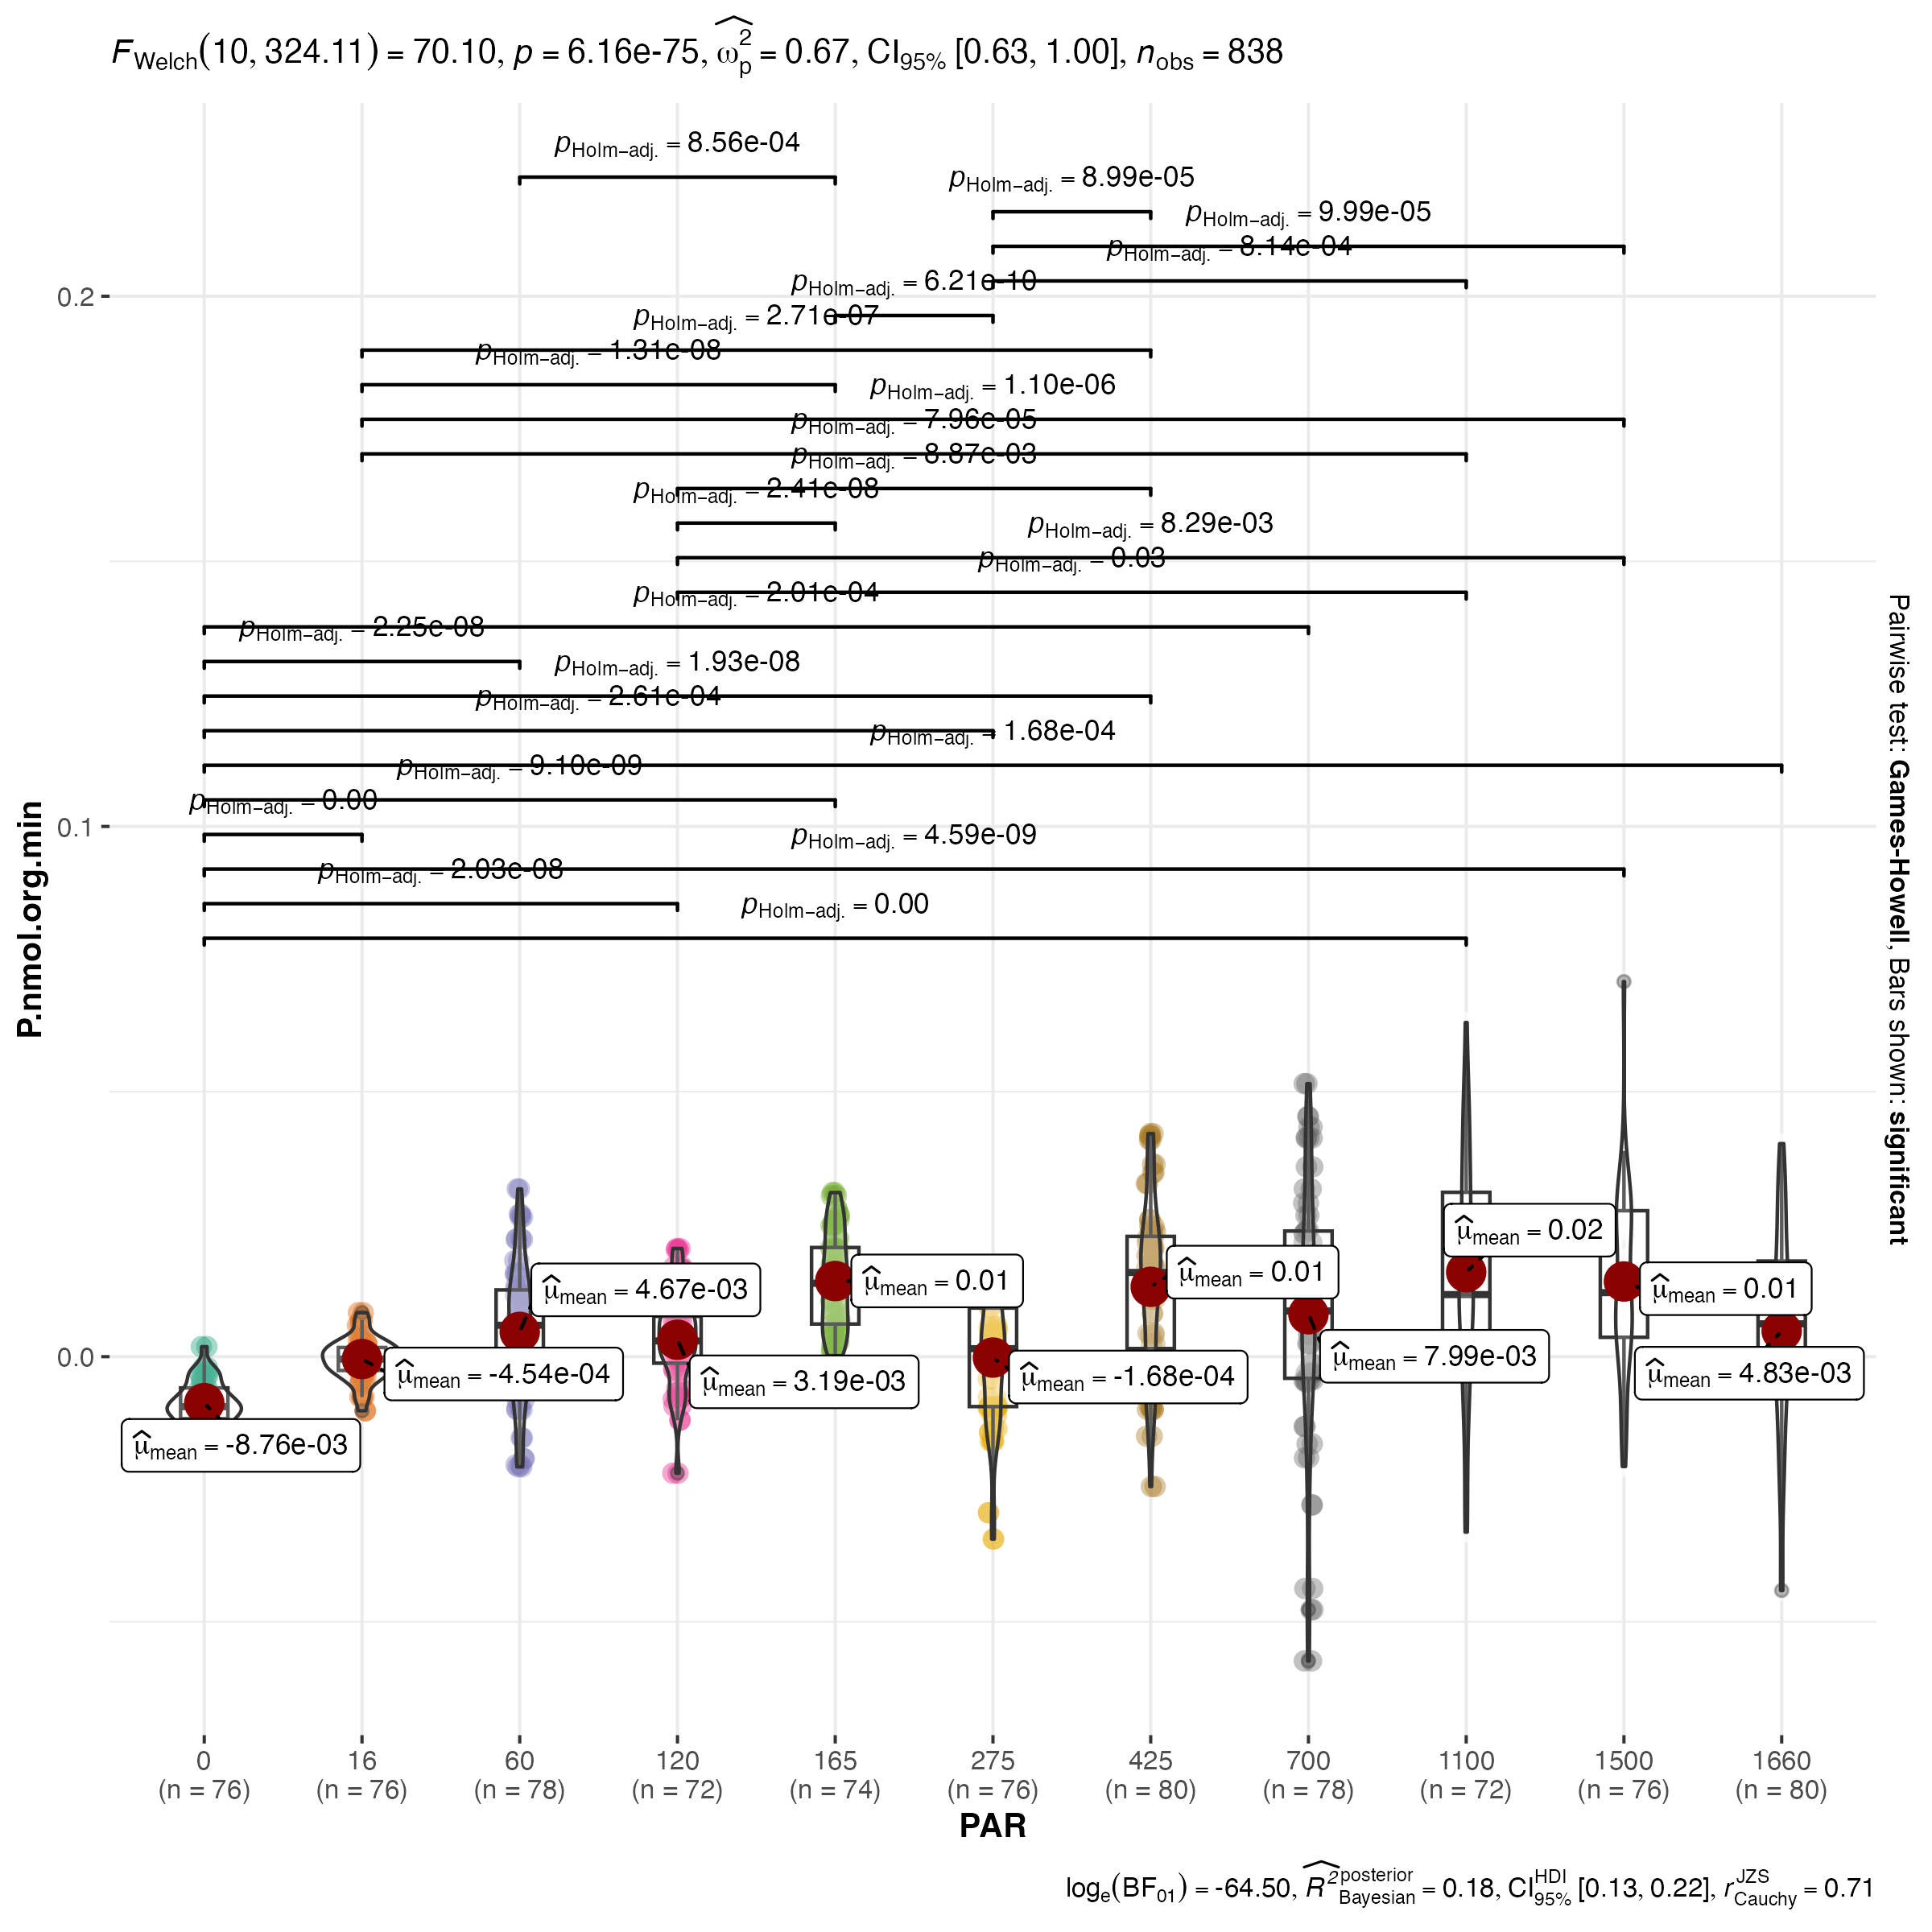 F_Welch(10, 324.11) = 70.10, p = 6.16e-75, ω²_p = 0.67, CI_95% [0.63, 1.00], n_obs = 838
p_Holm−adj. = 8.56e-04
p_Holm−adj. = 8.99e-05
p_Holm−adj. = 9.99e-05
p_Holm−adj. = 8.14e-04
p_Holm−adj. = 6.21e-10
p_Holm−adj. = 2.71e-07
p_Holm−adj. = 1.31e-08
p_Holm−adj. = 1.10e-06
p_Holm−adj. = 7.96e-05
p_Holm−adj. = 8.87e-03
p_Holm−adj. = 2.41e-08
p_Holm−adj. = 8.29e-03
p_Holm−adj. = 0.03
p_Holm−adj. = 2.01e-04
p_Holm−adj. = 2.25e-08
p_Holm−adj. = 1.93e-08
p_Holm−adj. = 2.61e-04
p_Holm−adj. = 1.68e-04
p_Holm−adj. = 9.10e-09
p_Holm−adj. = 0.00
p_Holm−adj. = 4.59e-09
p_Holm−adj. = 2.03e-08
p_Holm−adj. = 0.00
0.2
0.1
0.0
P.nmol.org.min
Pairwise test: Games-Howell, Bars shown: significant
μ̂_mean = -8.76e-03
μ̂_mean = -4.54e-04
μ̂_mean = 4.67e-03
μ̂_mean = 3.19e-03
μ̂_mean = 0.01
μ̂_mean = -1.68e-04
μ̂_mean = 0.01
μ̂_mean = 7.99e-03
μ̂_mean = 0.02
μ̂_mean = 0.01
μ̂_mean = 4.83e-03
0 16 60 120 165 275 425 700 1100 1500 1660
(n = 76) (n = 76) (n = 78) (n = 72) (n = 74) (n = 76) (n = 80) (n = 78) (n = 72) (n = 76) (n = 80)
PAR
log_e(BF_01) = -64.50, R²^posterior_Bayesian = 0.18, CI^HDI_95% [0.13, 0.22], r^JZS_Cauchy = 0.71